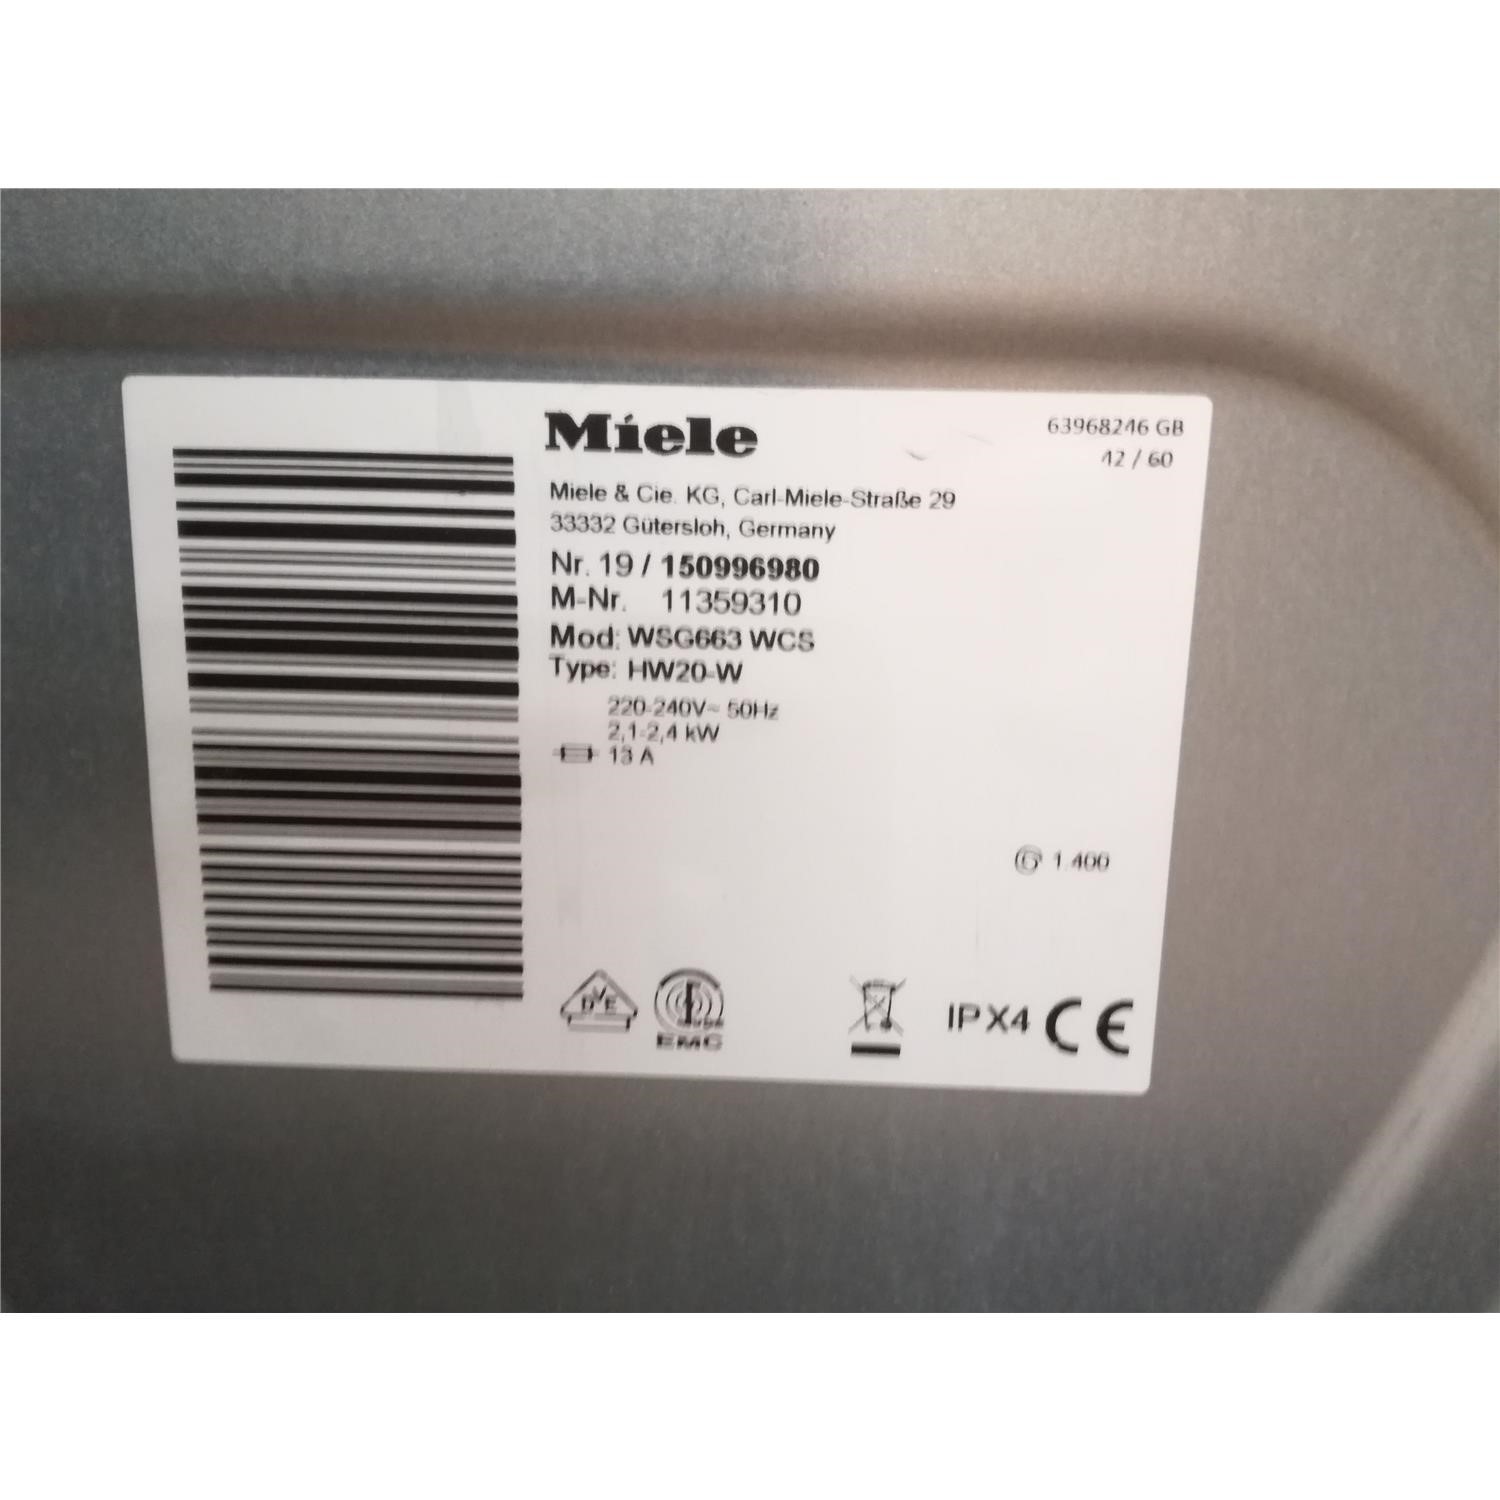 Miele
63968246 GB
42 / 60
Miele & Cie. KG, Carl-Miele-Straße 29
33332 Gütersloh, Germany
Nr. 19 / 150996980
M-Nr. 11359310
Mod: WSG663 WCS
Type: HW20-W
220-240V~ 50Hz
2,1-2,4 kW
13 A
1.400
DVE
EMC
IPX4 CE